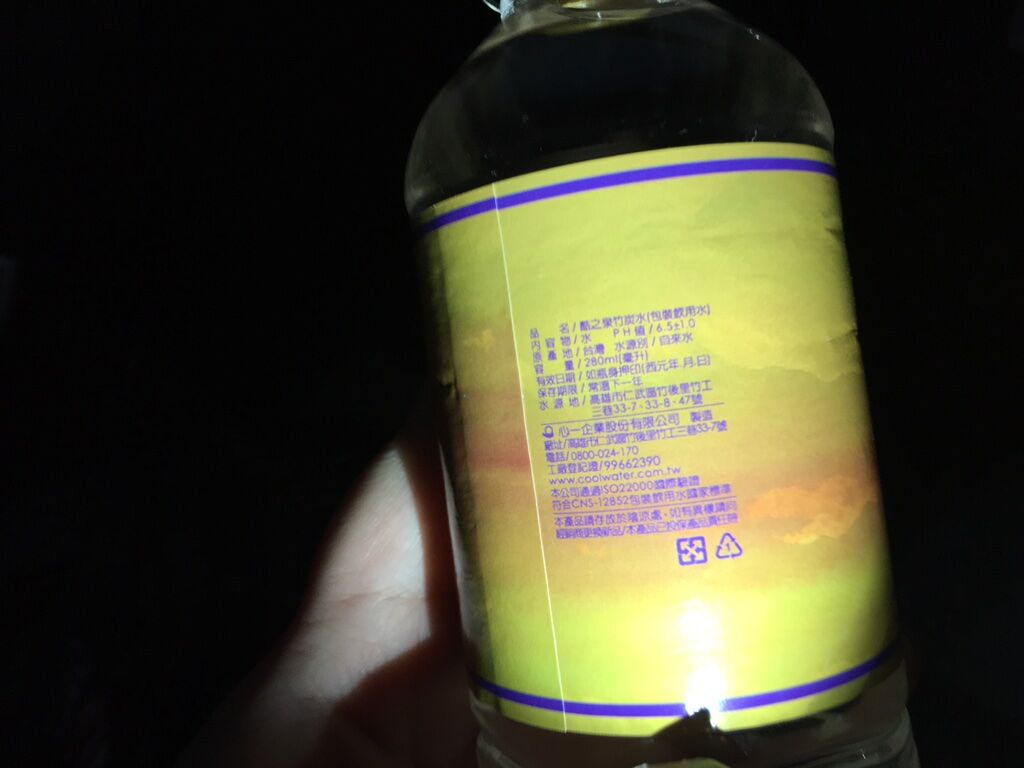 品名/酷之泉竹炭水(包裝飲用水)
內容物/水 PH值/6.5±1.0
原產地/台灣 水源別/自來水
容量/280ml(毫升)
有效日期/如瓶身押印(西元年.月.日)
保存期限/常溫下一年
水源地/高雄市仁武區竹後里竹工
三巷33-7、33-8、47號
心一企業股份有限公司 製造
廠址/高雄市仁武區竹後里竹工三巷33-7號
電話/0800-024-170
工廠登記證/99662390
www.coolwater.com.tw
本公司通過ISO22000國際驗證
符合CNS-12852包裝飲用水國家標準
本產品請存放於陰涼處、如有異樣請向
經銷商更換新品/本產品已投保產品責任險
1